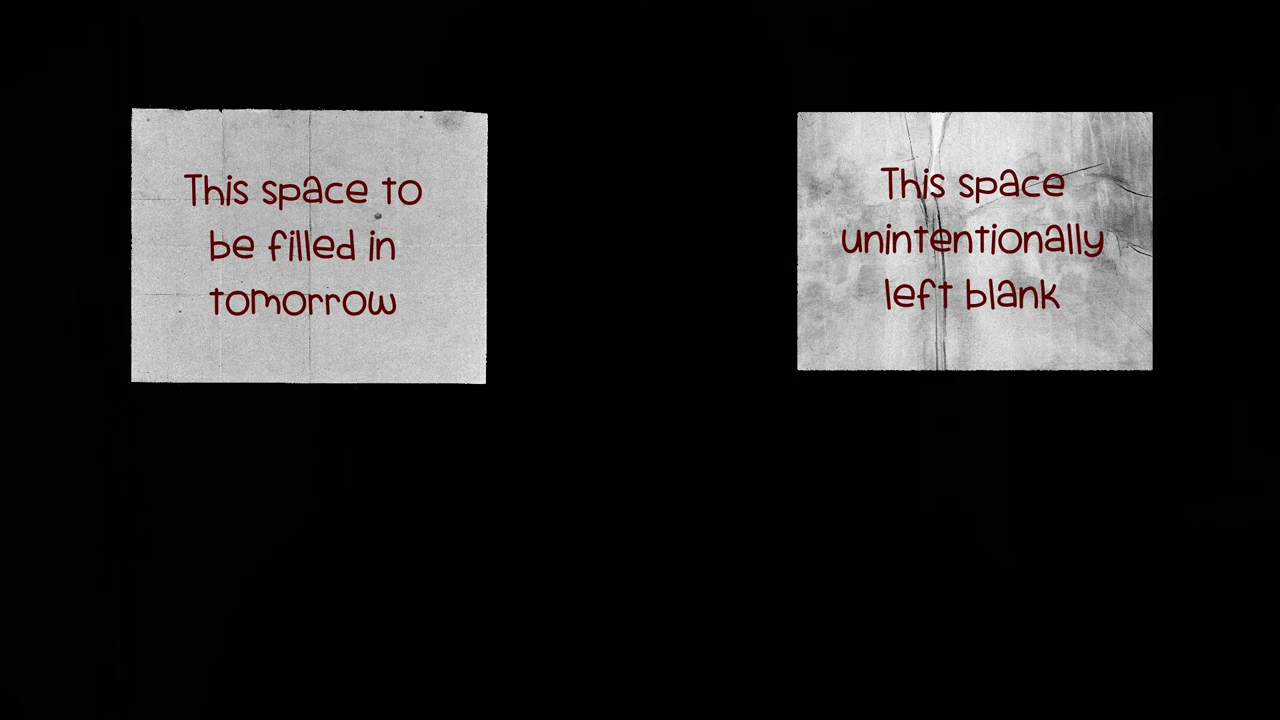 This space to
be filled in
tomorrow
This space
unintentionally
left blank